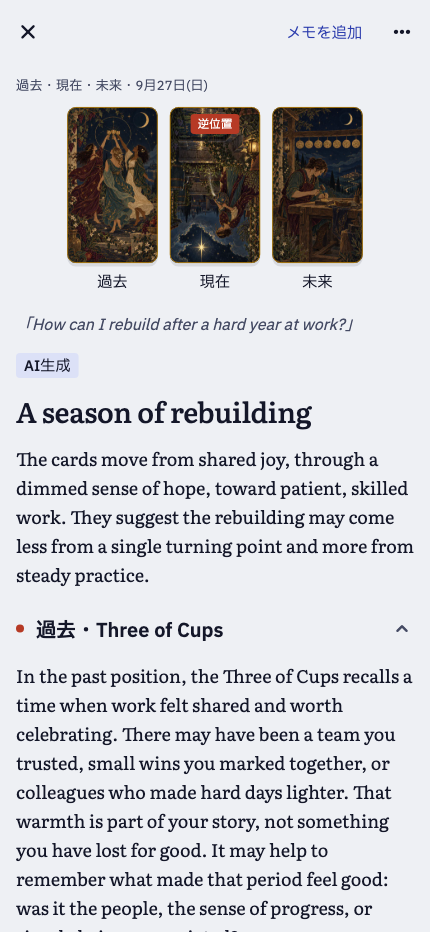 メモを追加
過去・現在・未来・9月27日(日)
逆位置
過去
現在
未来
「How can I rebuild after a hard year at work?」
AI生成
A season of rebuilding
The cards move from shared joy, through a
dimmed sense of hope, toward patient, skilled
work. They suggest the rebuilding may come
less from a single turning point and more from
steady practice.
過去・Three of Cups
In the past position, the Three of Cups recalls a
time when work felt shared and worth
celebrating. There may have been a team you
trusted, small wins you marked together, or
colleagues who made hard days lighter. That
warmth is part of your story, not something
you have lost for good. It may help to
remember what made that period feel good:
was it the people, the sense of progress, or